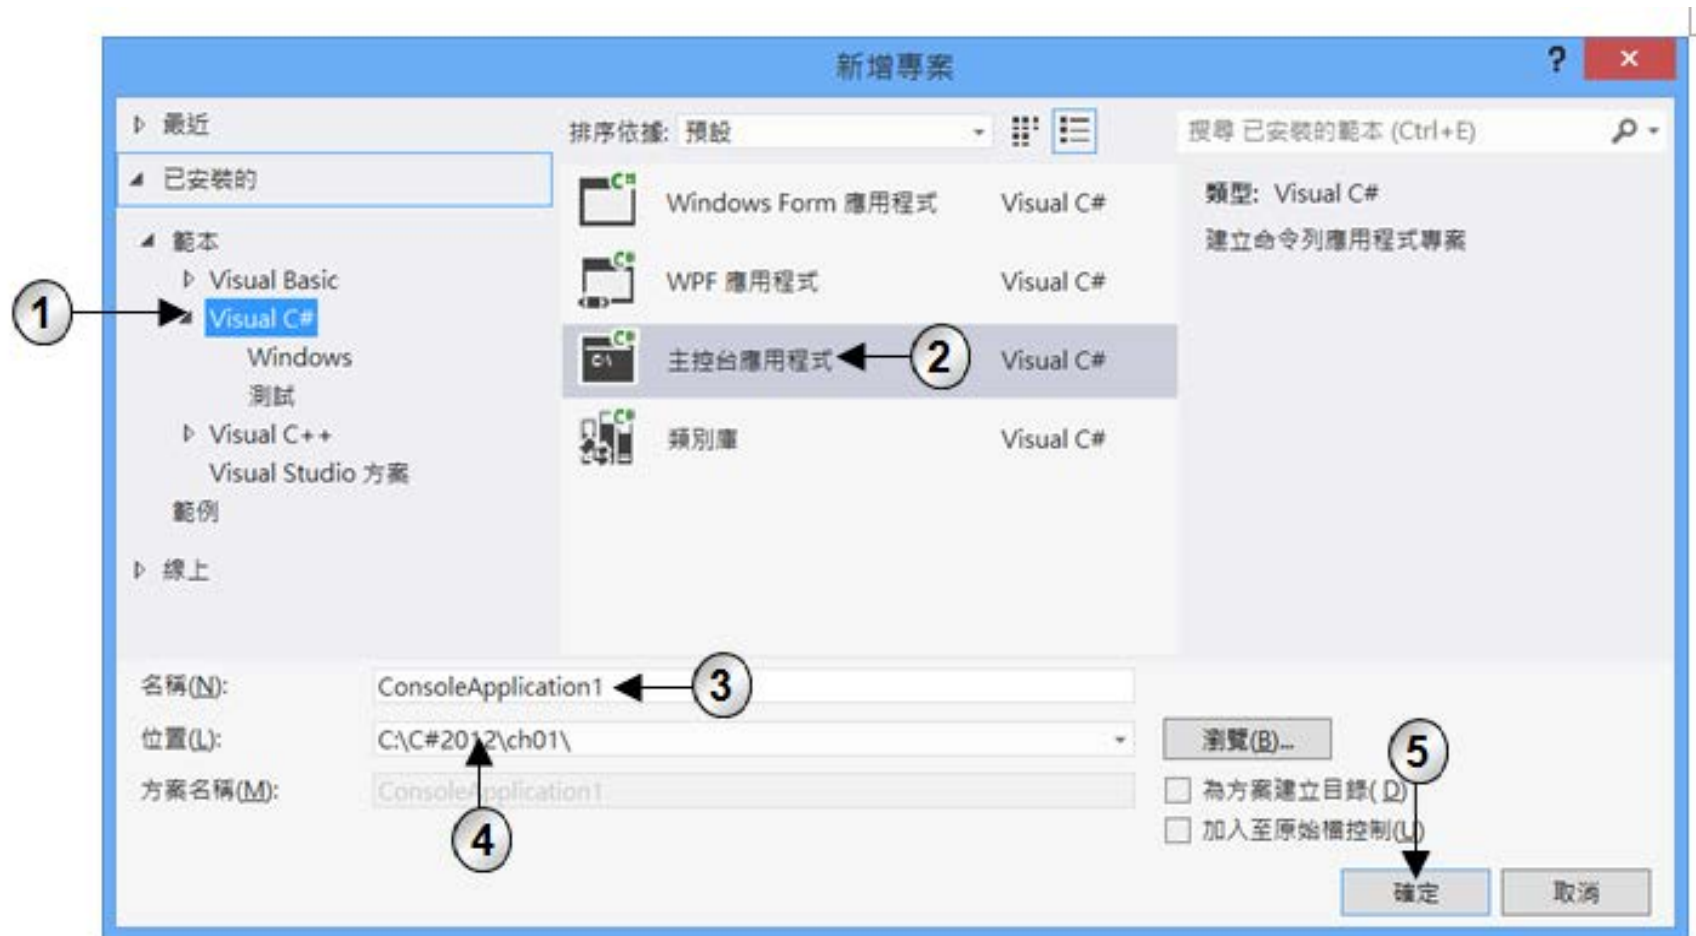 新增專案
?
最近
已安裝的
範本
Visual Basic
Visual C#
Windows
測試
Visual C++
Visual Studio 方案
範例
線上
1
排序依據: 預設
Windows Form 應用程式 Visual C#
WPF 應用程式 Visual C#
主控台應用程式 2 Visual C#
類別庫 Visual C#
搜尋 已安裝的範本 (Ctrl+E)
類型: Visual C#
建立命令列應用程式專案
名稱(N): ConsoleApplication1 3
位置(L): C:\C#2012\ch01\ 瀏覽(B)...
方案名稱(M): ConsoleApplication1
4
5
為方案建立目錄( D)
加入至原始檔控制(U)
確定 取消